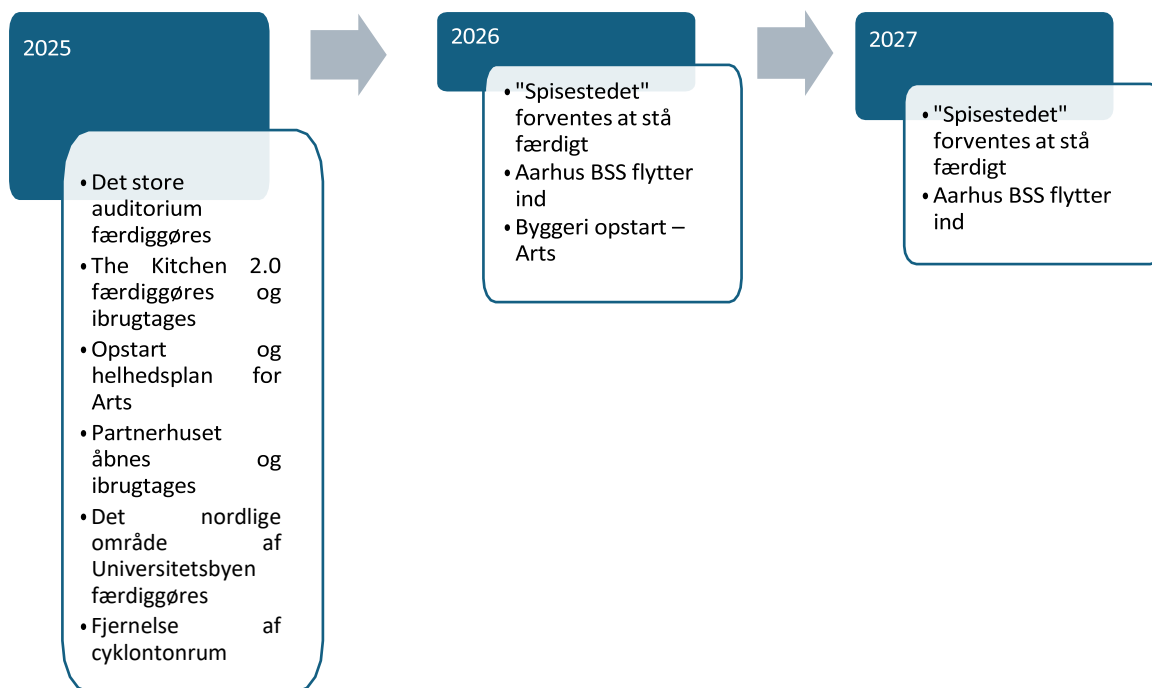 2025
• Det store
auditorium
færdiggøres
• The Kitchen 2.0
færdiggøres og
ibrugtages
• Opstart og
helhedsplan for
Arts
• Partnerhuset
åbnes og
ibrugtages
• Det nordlige
område af
Universitetsbyen
færdiggøres
• Fjernelse af
cyklontonrum
2026
• "Spisestedet"
forventes at stå
færdigt
• Aarhus BSS flytter
ind
• Byggeri opstart –
Arts
2027
• "Spisestedet"
forventes at stå
færdigt
• Aarhus BSS flytter
ind